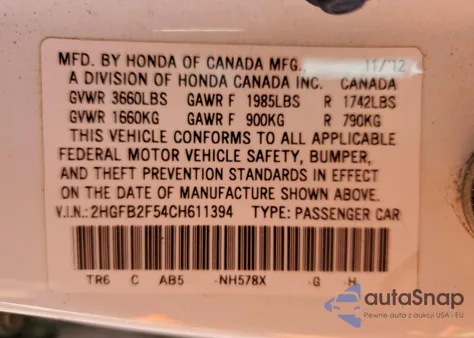 MFD. BY HONDA OF CANADA MFG., 11/12
A DIVISION OF HONDA CANADA INC. CANADA
GVWR 3660LBS GAWR F 1985LBS R 1742LBS
GVWR 1660KG GAWR F 900KG R 790KG
THIS VEHICLE CONFORMS TO ALL APPLICABLE
FEDERAL MOTOR VEHICLE SAFETY, BUMPER,
AND THEFT PREVENTION STANDARDS IN EFFECT
ON THE DATE OF MANUFACTURE SHOWN ABOVE.
V.I.N.: 2HGFB2F54CH611394 TYPE: PASSENGER CAR
TR6 C AB5 -NH578X -G -H
autoSnap
Pewne auto z USA - EU